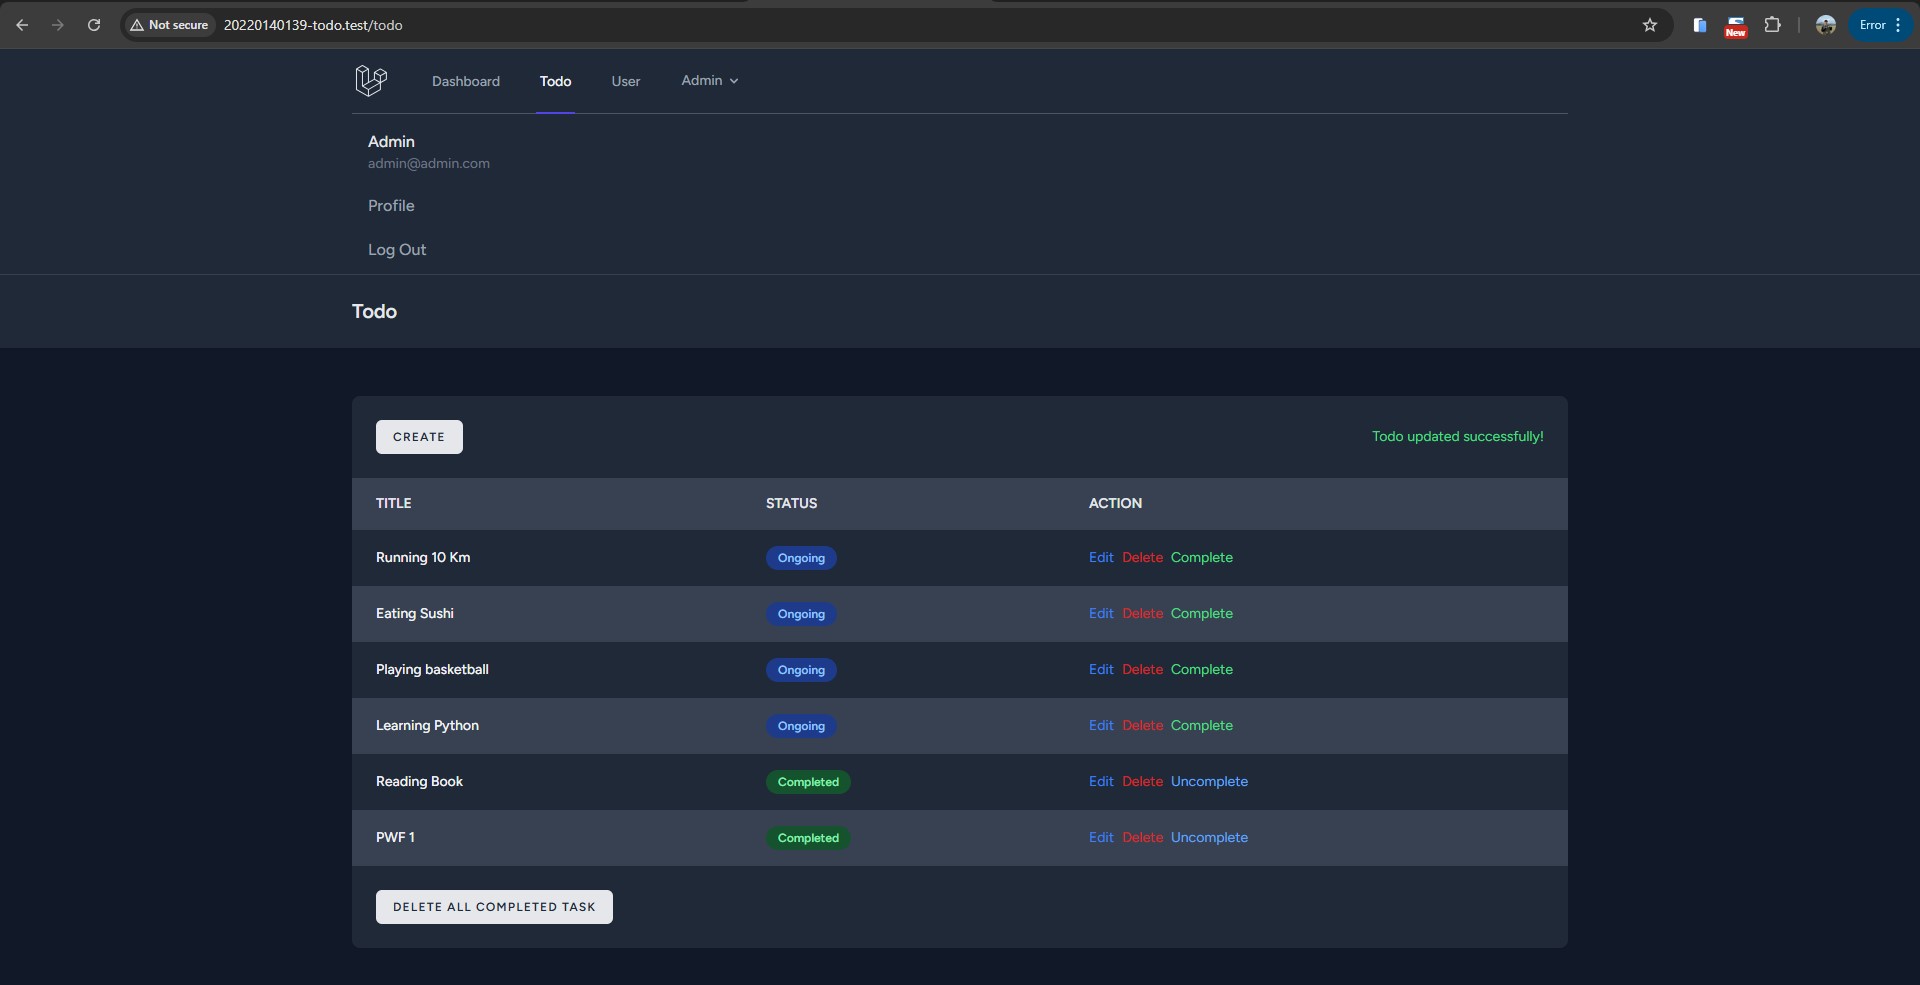 Not secure 20220140139-todo.test/todo New Error
Dashboard Todo User Admin
Admin
admin@admin.com
Profile
Log Out
Todo
CREATE Todo updated successfully!
TITLE STATUS ACTION
Running 10 Km Ongoing Edit Delete Complete
Eating Sushi Ongoing Edit Delete Complete
Playing basketball Ongoing Edit Delete Complete
Learning Python Ongoing Edit Delete Complete
Reading Book Completed Edit Delete Uncomplete
PWF 1 Completed Edit Delete Uncomplete
DELETE ALL COMPLETED TASK